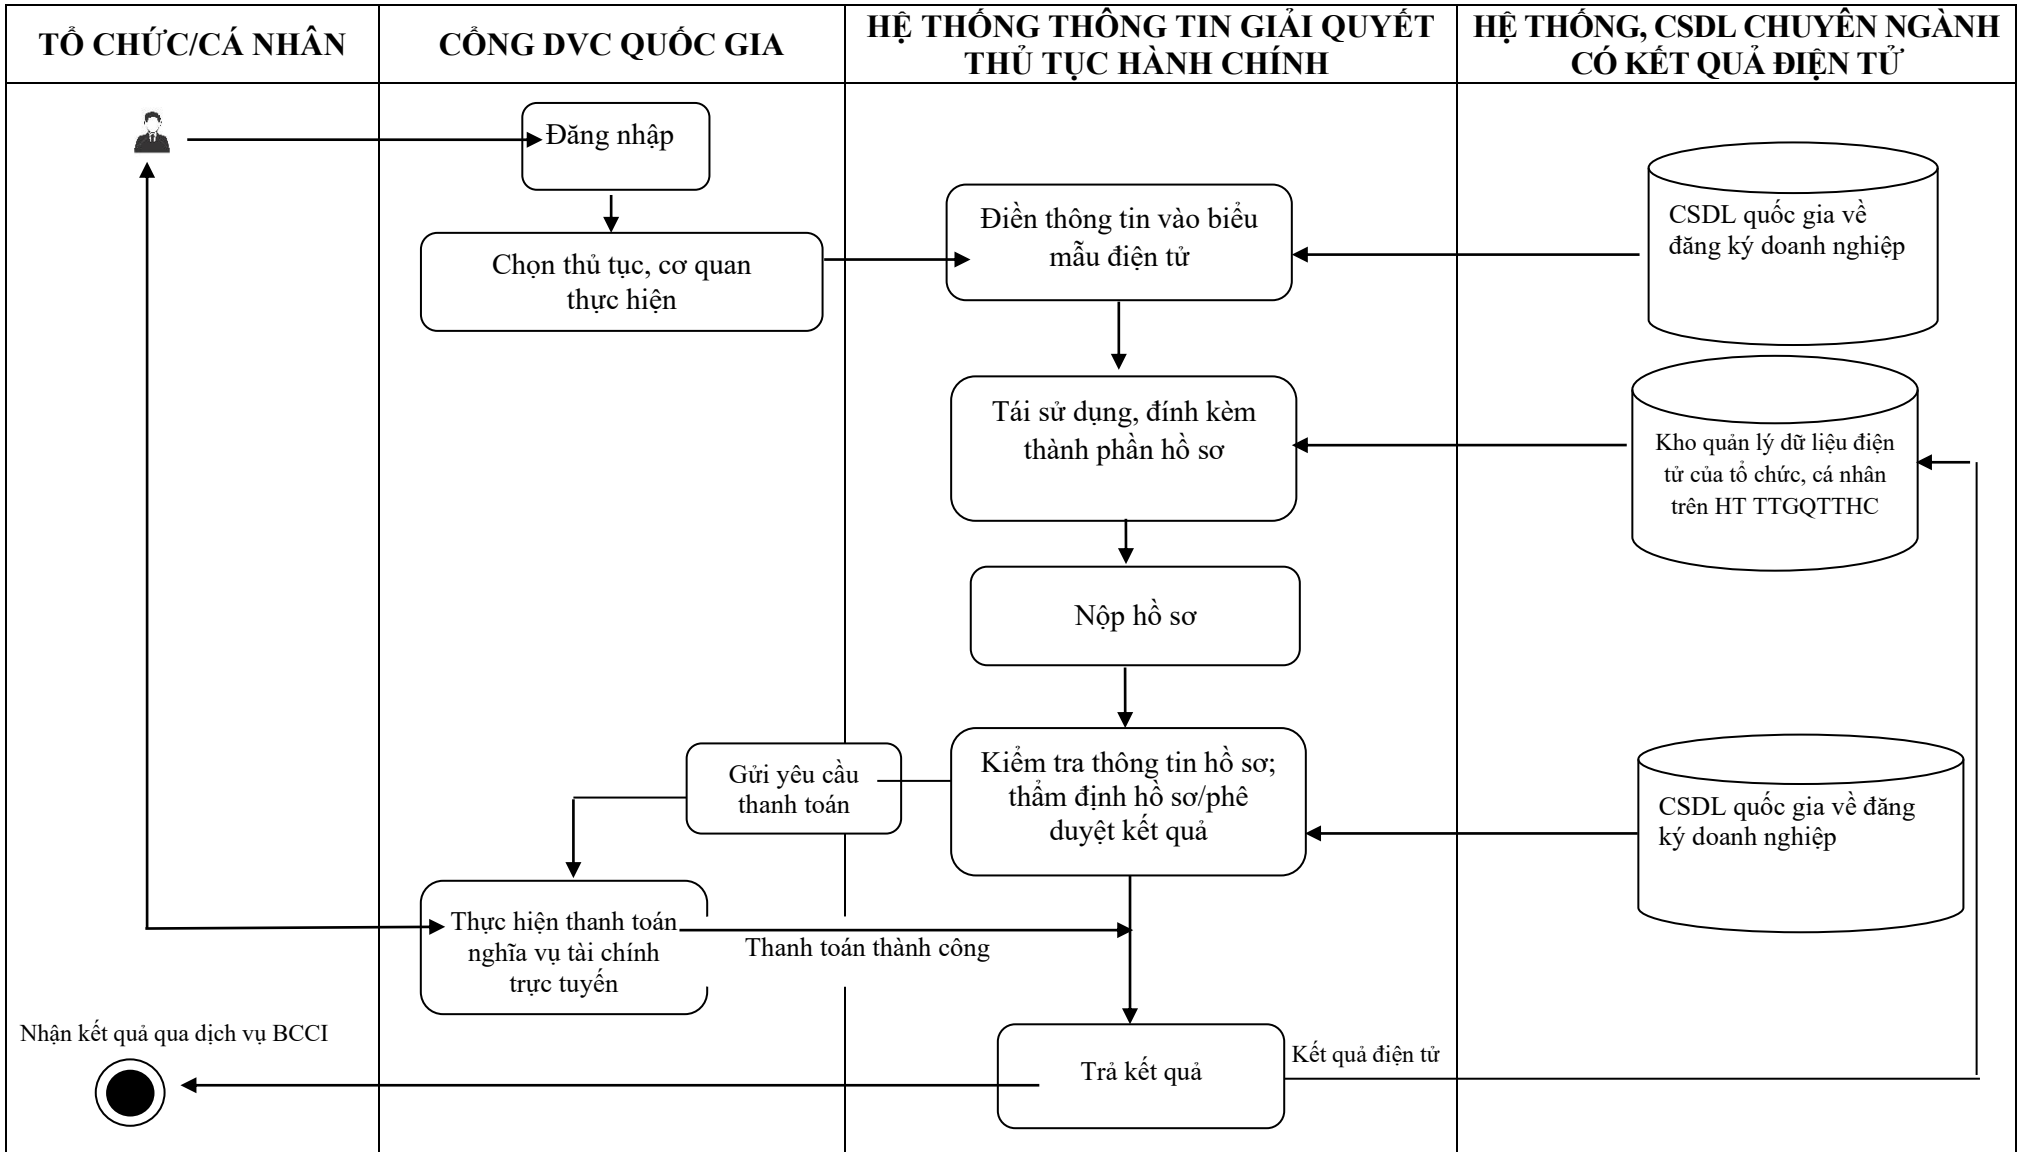 TỔ CHỨC/CÁ NHÂN
CỔNG DVC QUỐC GIA
HỆ THỐNG THÔNG TIN GIẢI QUYẾT
THỦ TỤC HÀNH CHÍNH
HỆ THỐNG, CSDL CHUYÊN NGÀNH
CÓ KẾT QUẢ ĐIỆN TỬ
Đăng nhập
Chọn thủ tục, cơ quan
thực hiện
Điền thông tin vào biểu
mẫu điện tử
CSDL quốc gia về
đăng ký doanh nghiệp
Tái sử dụng, đính kèm
thành phần hồ sơ
Kho quản lý dữ liệu điện
tử của tổ chức, cá nhân
trên HT TTGQTTHC
Nộp hồ sơ
Kiểm tra thông tin hồ sơ;
thẩm định hồ sơ/phê
duyệt kết quả
Gửi yêu cầu
thanh toán
CSDL quốc gia về đăng
ký doanh nghiệp
Thực hiện thanh toán
nghĩa vụ tài chính
trực tuyến
Thanh toán thành công
Nhận kết quả qua dịch vụ BCCI
Trả kết quả
Kết quả điện tử